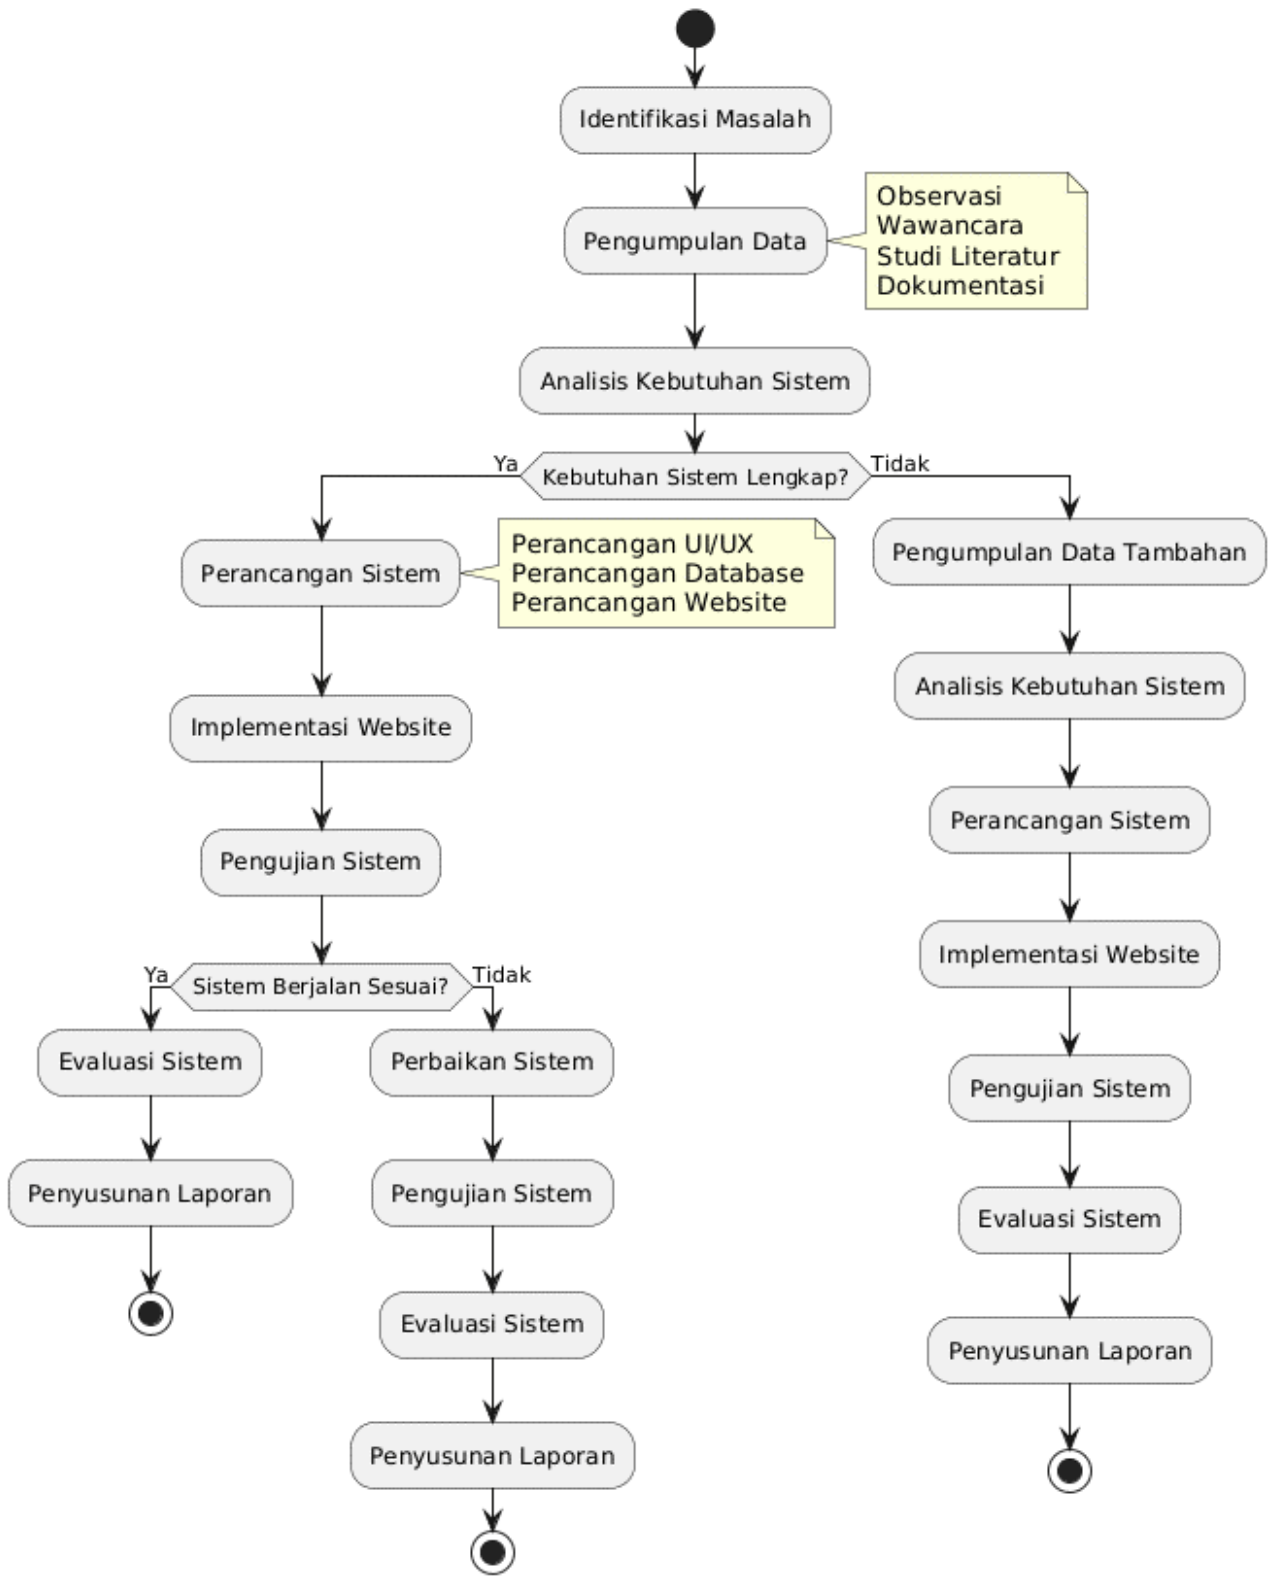 Identifikasi Masalah
Pengumpulan Data
Observasi
Wawancara
Studi Literatur
Dokumentasi
Analisis Kebutuhan Sistem
Kebutuhan Sistem Lengkap?
Ya
Tidak
Perancangan Sistem
Perancangan UI/UX
Perancangan Database
Perancangan Website
Implementasi Website
Pengujian Sistem
Sistem Berjalan Sesuai?
Ya
Tidak
Evaluasi Sistem
Penyusunan Laporan
Perbaikan Sistem
Pengujian Sistem
Evaluasi Sistem
Penyusunan Laporan
Pengumpulan Data Tambahan
Analisis Kebutuhan Sistem
Perancangan Sistem
Implementasi Website
Pengujian Sistem
Evaluasi Sistem
Penyusunan Laporan